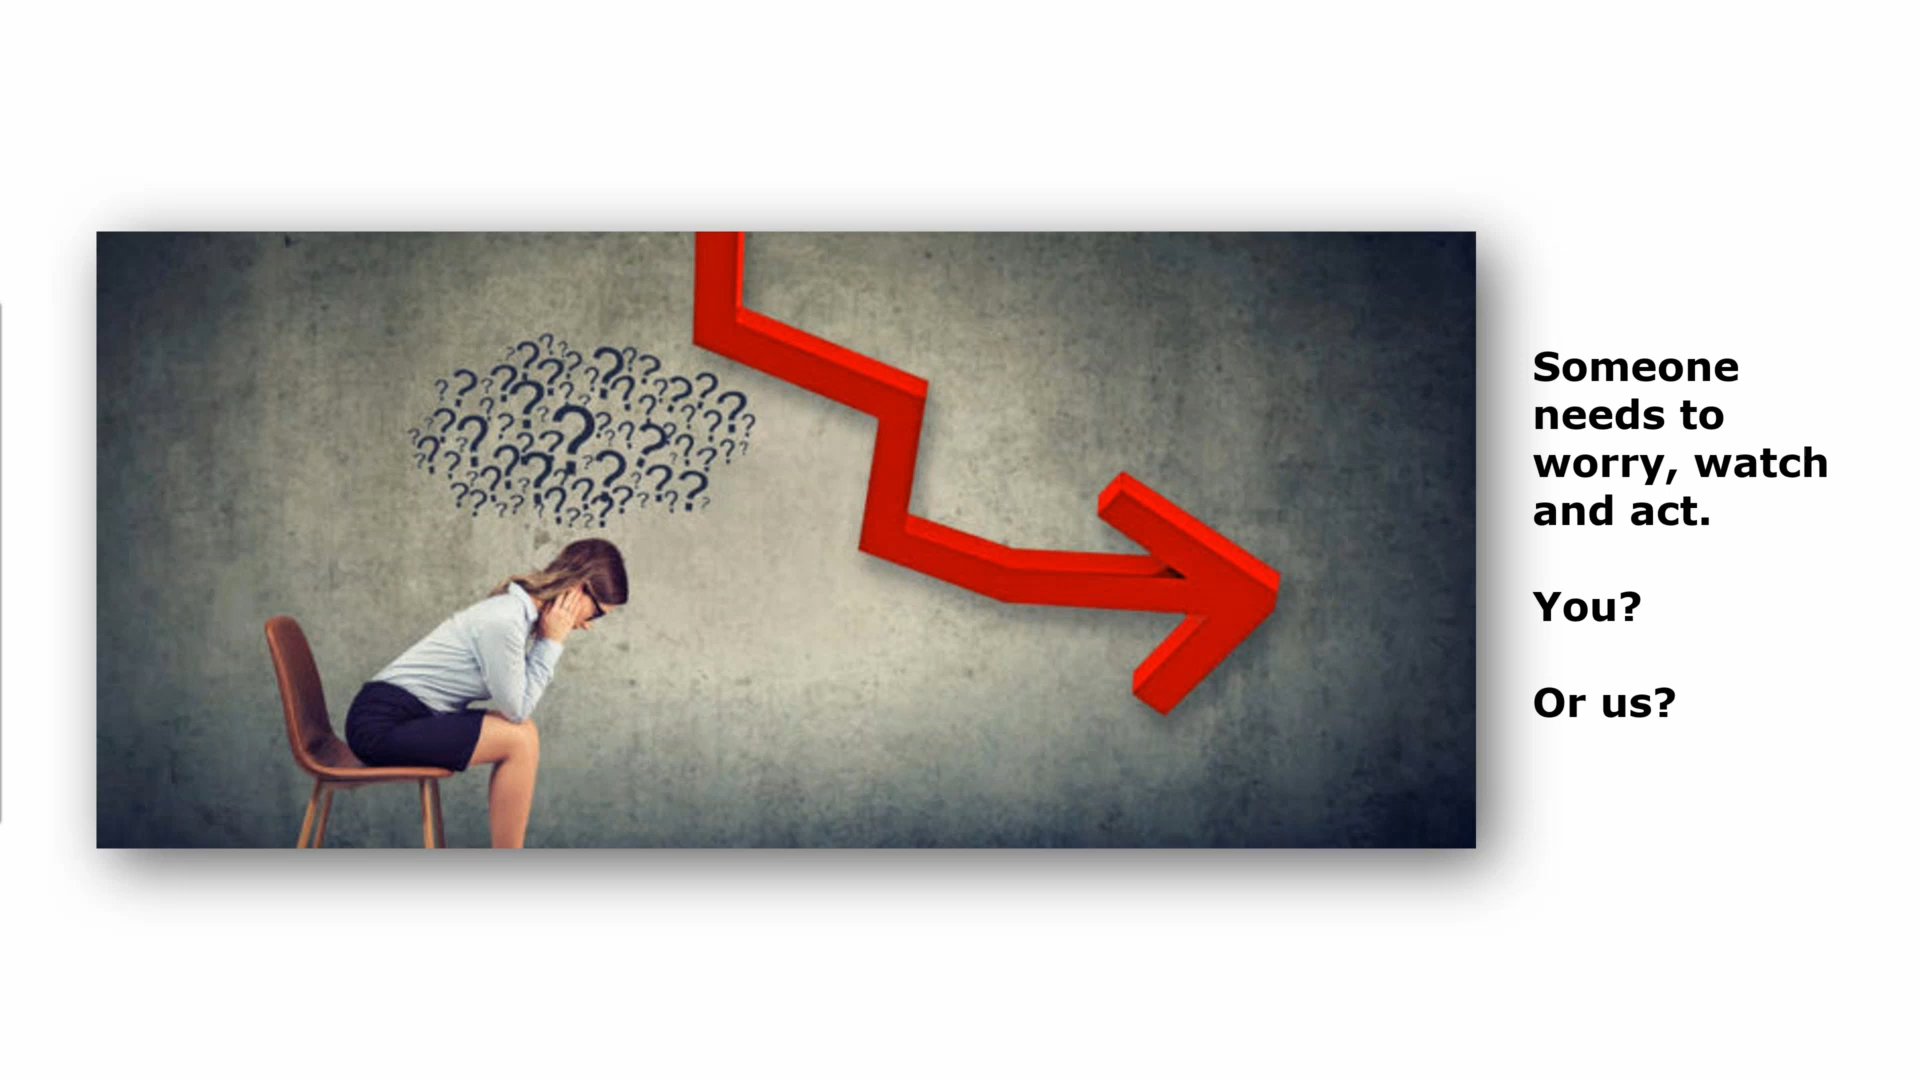 Someone
needs to
worry, watch
and act.
You?
Or us?